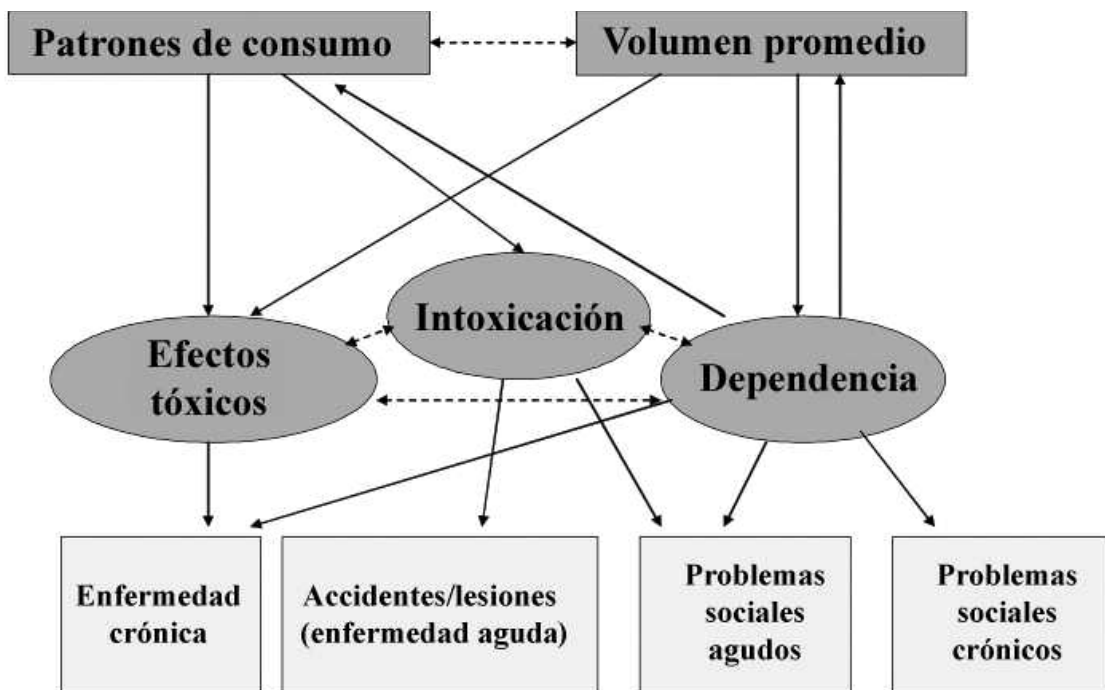 Patrones de consumo
Volumen promedio
Intoxicación
Efectos
tóxicos
Dependencia
Enfermedad
crónica
Accidentes/lesiones
(enfermedad aguda)
Problemas
sociales
agudos
Problemas
sociales
crónicos